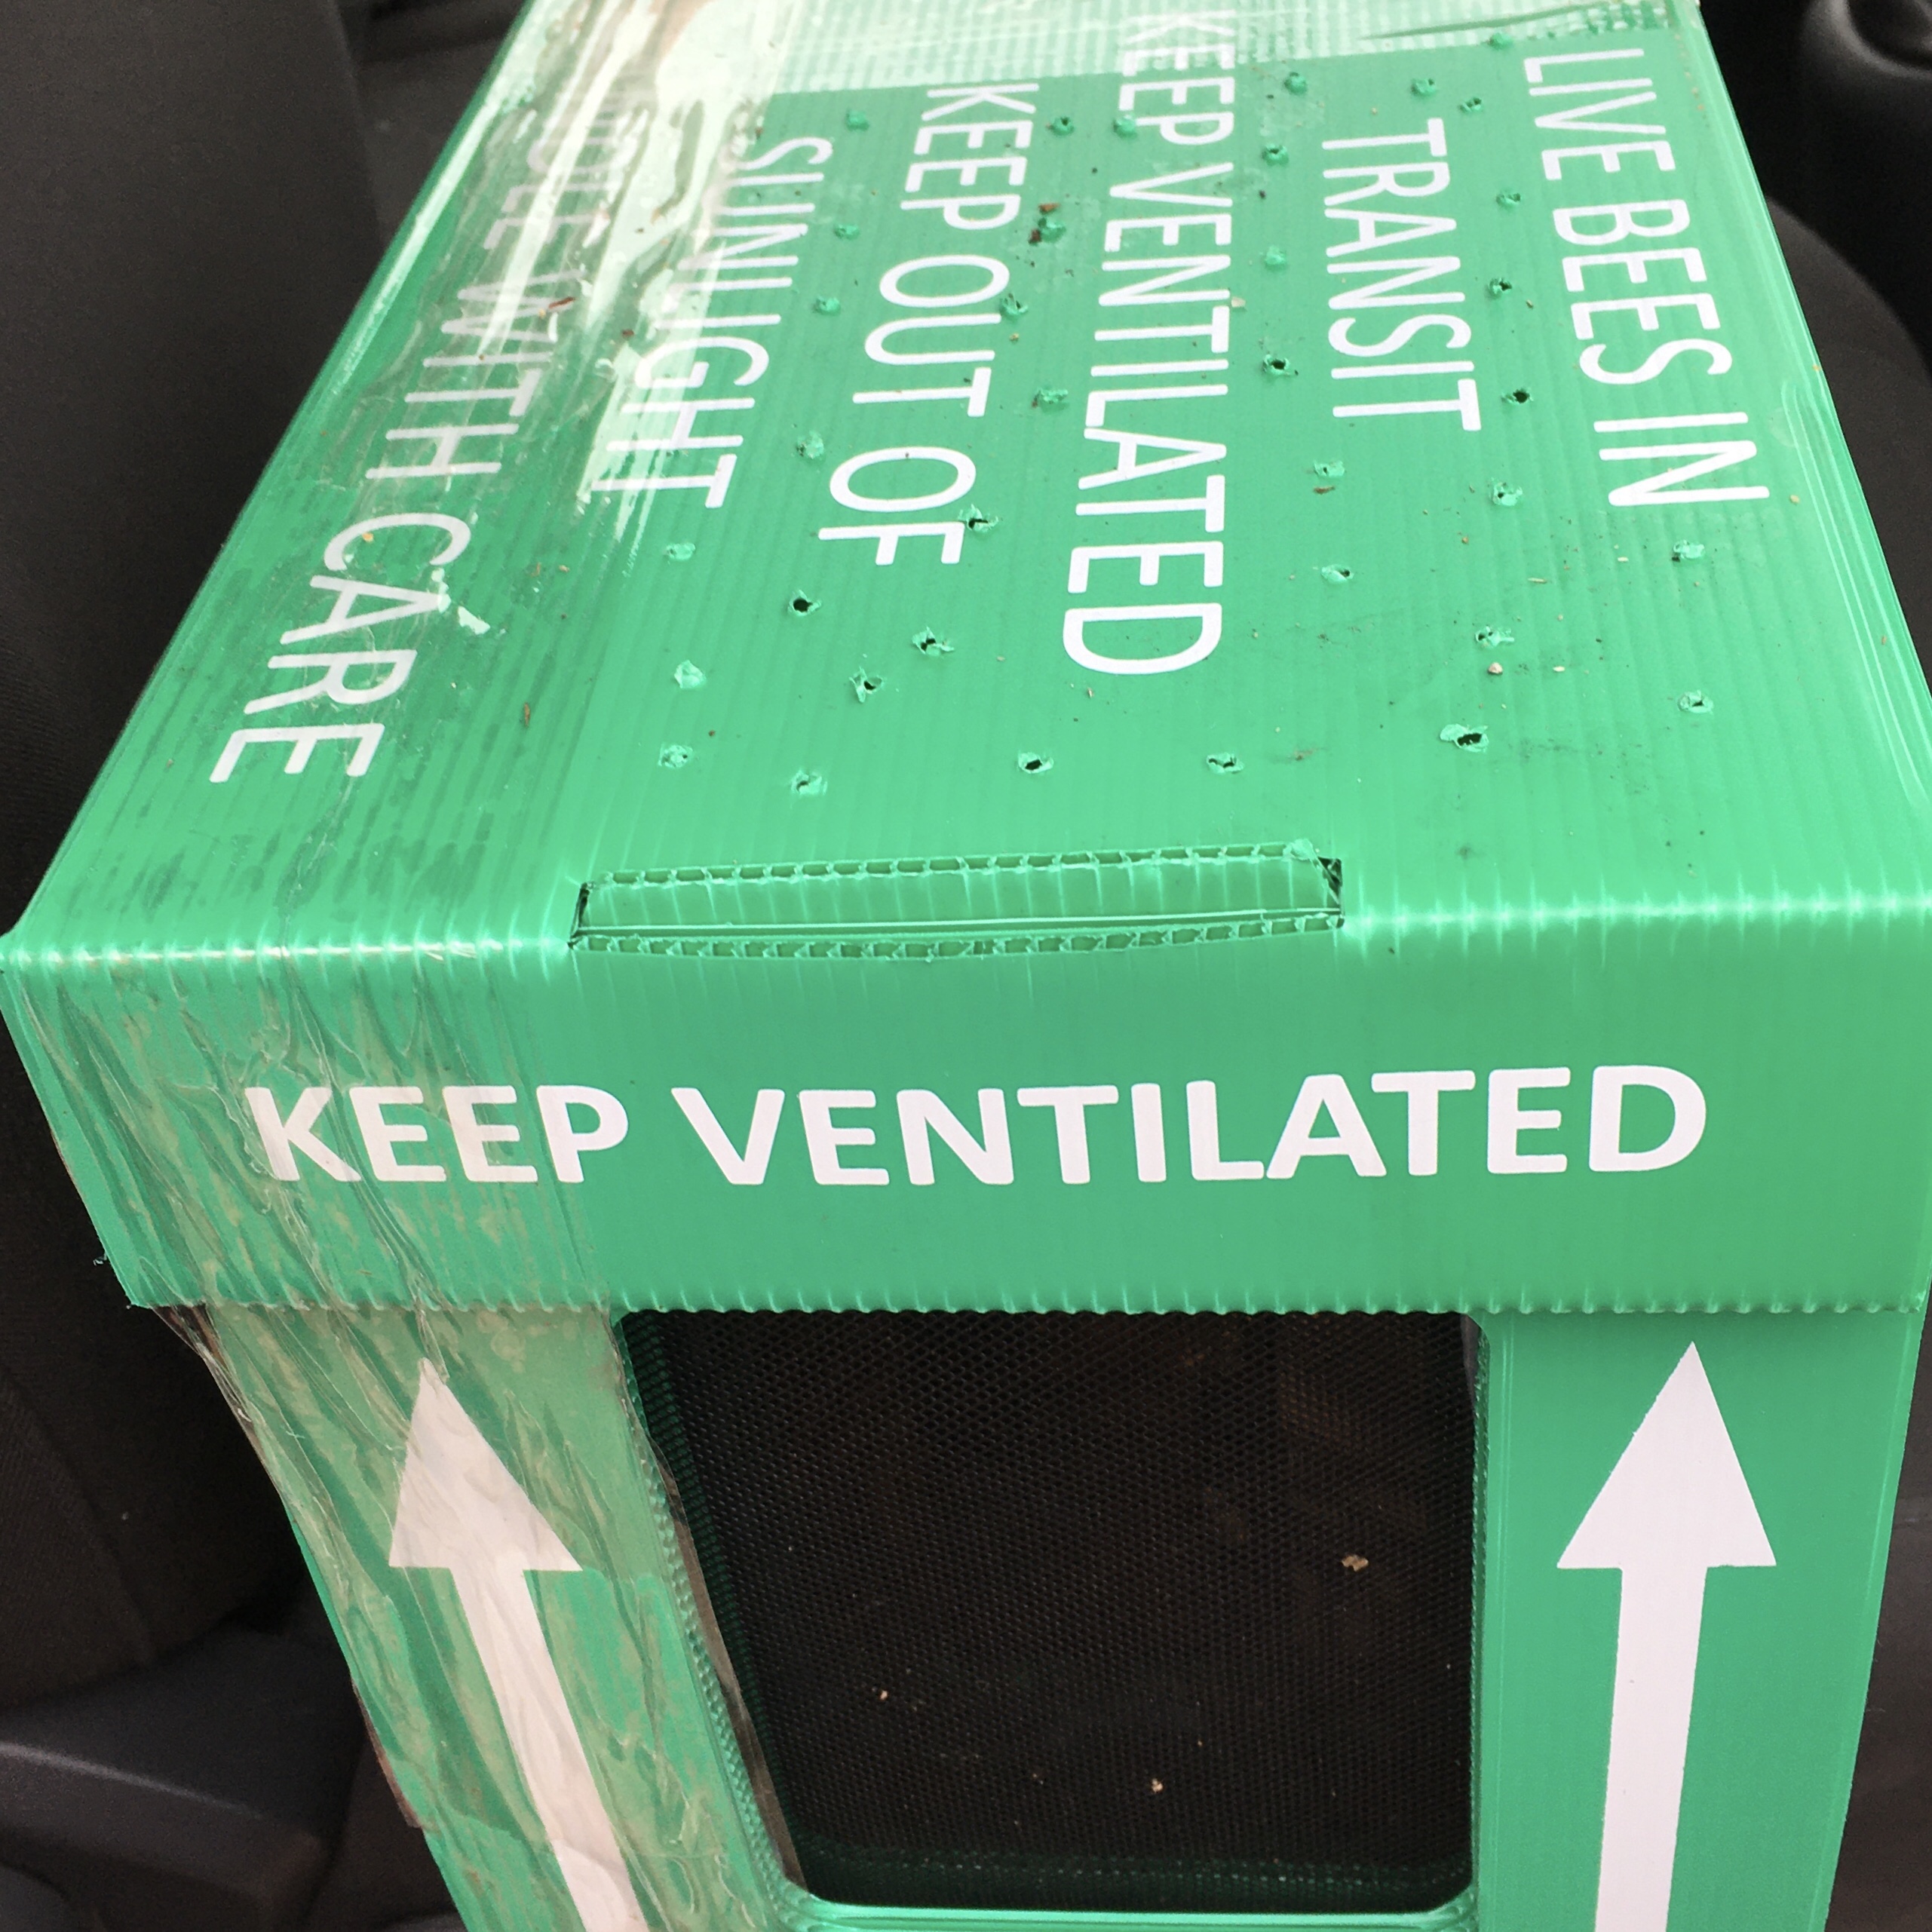 LIVE BEES IN
TRANSIT
KEEP VENTILATED
KEEP OUT OF
SUNLIGHT
WITH CARE
KEEP VENTILATED